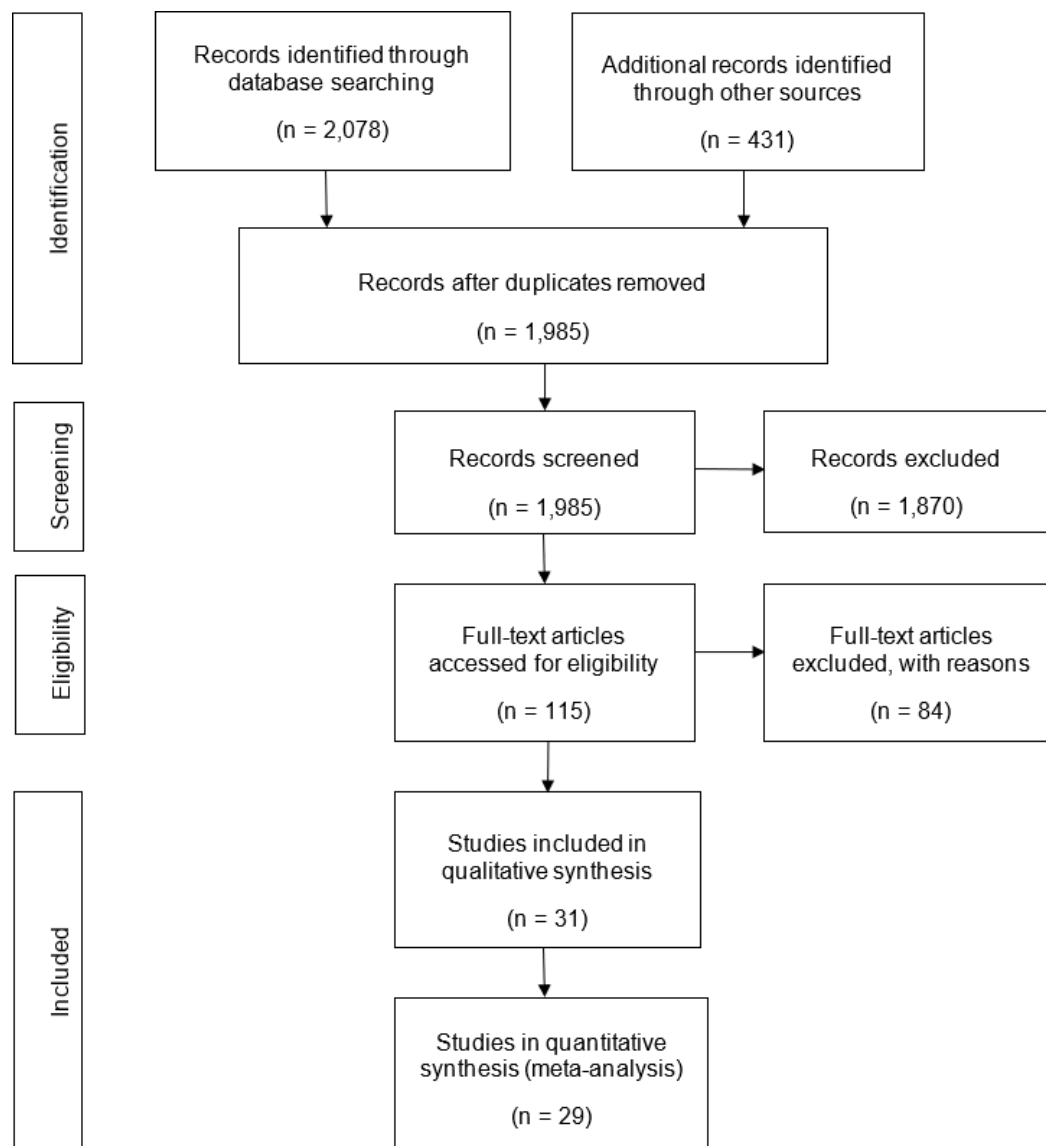 Identification
Records identified through
database searching
(n = 2,078)
Additional records identified
through other sources
(n = 431)
Records after duplicates removed
(n = 1,985)
Screening
Records screened
(n = 1,985)
Records excluded
(n = 1,870)
Eligibility
Full-text articles
accessed for eligibility
(n = 115)
Full-text articles
excluded, with reasons
(n = 84)
Included
Studies included in
qualitative synthesis
(n = 31)
Studies in quantitative
synthesis (meta-analysis)
(n = 29)